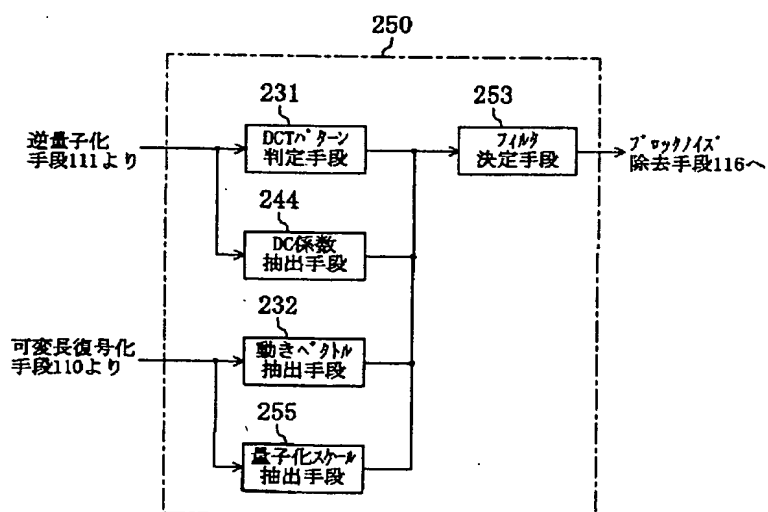 250
231
253
逆量子化
手段111より
DCTパターン
判定手段
フィルタ
決定手段
ブロックノイズ
除去手段116へ
244
DC係数
抽出手段
232
可変長復号化
手段110より
動きベクトル
抽出手段
255
量子化スケール
抽出手段